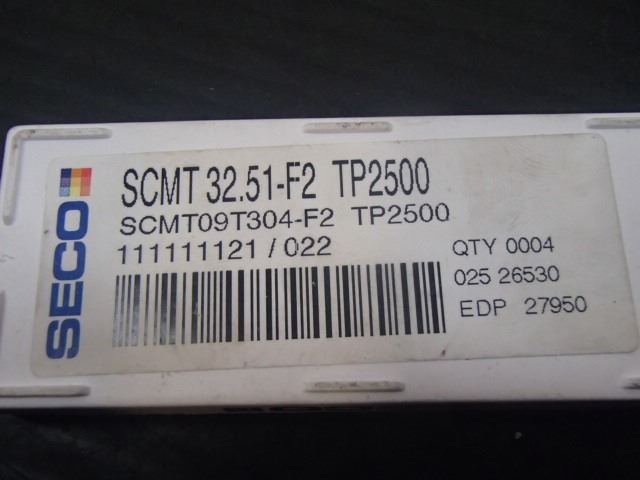 SECO
SCMT 32.51-F2 TP2500
SCMT09T304-F2 TP2500
111111121 / 022
QTY 0004
025 26530
EDP 27950